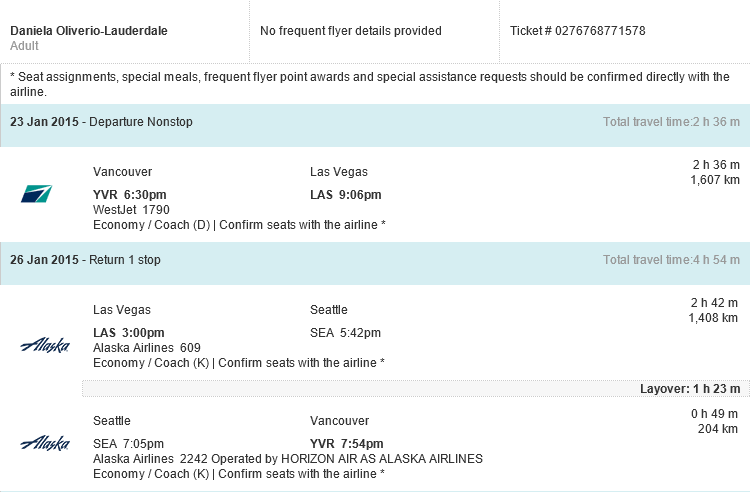 Daniela Oliverio-Lauderdale
Adult
No frequent flyer details provided
Ticket # 0276768771578
* Seat assignments, special meals, frequent flyer point awards and special assistance requests should be confirmed directly with the
airline.
23 Jan 2015 - Departure Nonstop
Total travel time:2 h 36 m
Vancouver
Las Vegas
2 h 36 m
1,607 km
YVR 6:30pm
LAS 9:06pm
WestJet 1790
Economy / Coach (D) | Confirm seats with the airline *
26 Jan 2015 - Return 1 stop
Total travel time:4 h 54 m
Las Vegas
Seattle
2 h 42 m
1,408 km
Alaska
LAS 3:00pm
SEA 5:42pm
Alaska Airlines 609
Economy / Coach (K) | Confirm seats with the airline *
Layover: 1 h 23 m
Seattle
Vancouver
0 h 49 m
204 km
Alaska
SEA 7:05pm
YVR 7:54pm
Alaska Airlines 2242 Operated by HORIZON AIR AS ALASKA AIRLINES
Economy / Coach (K) | Confirm seats with the airline *